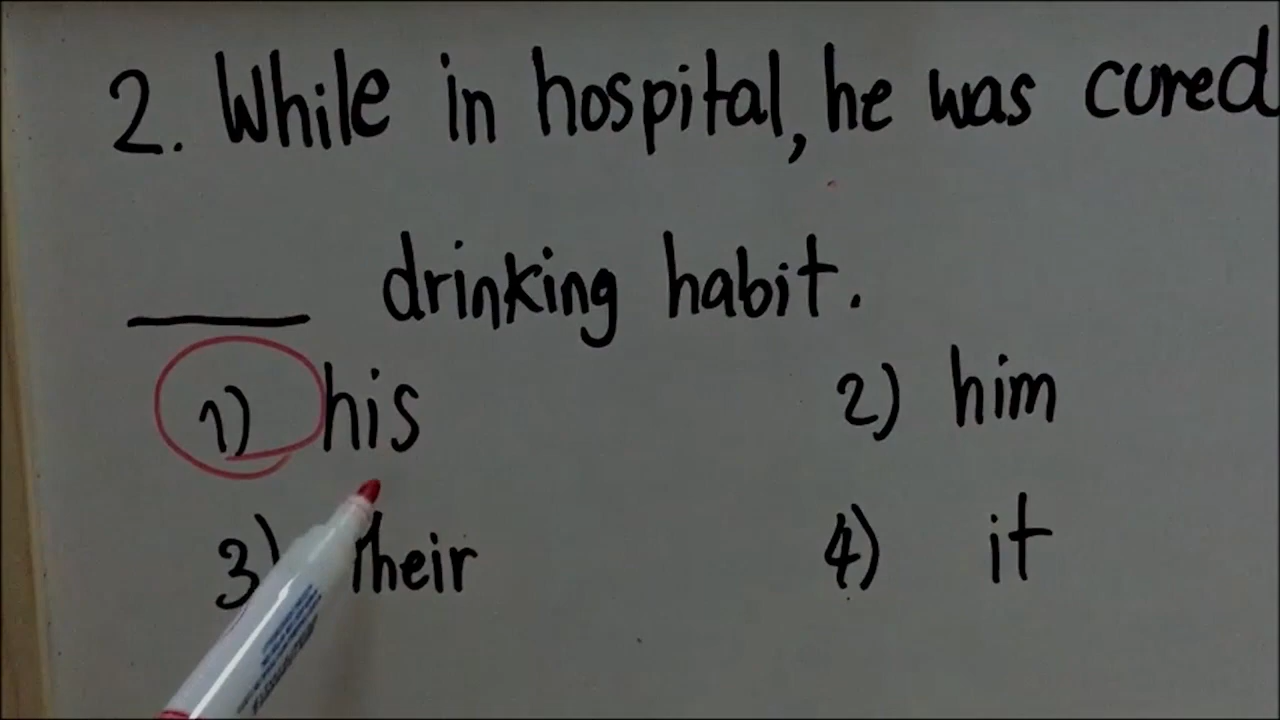 2. While in hospital, he was cured
____ drinking habit.
1) his 2) him
3) their 4) it